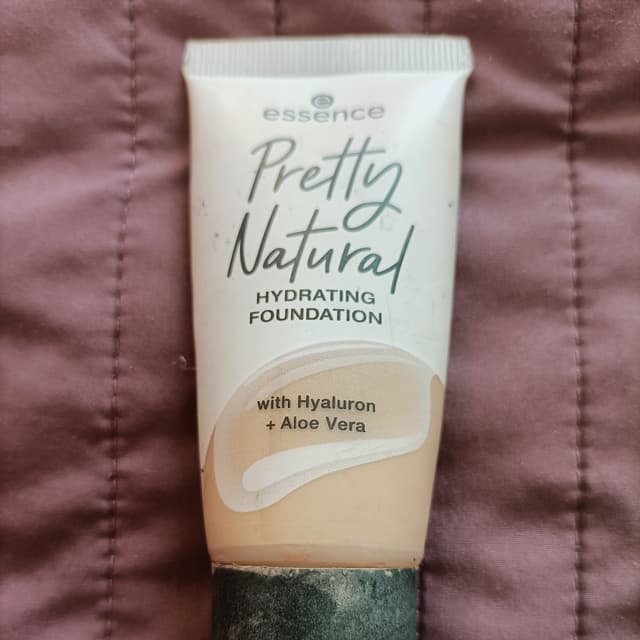 essence
Pretty
Natural
HYDRATING
FOUNDATION
with Hyaluron
+ Aloe Vera